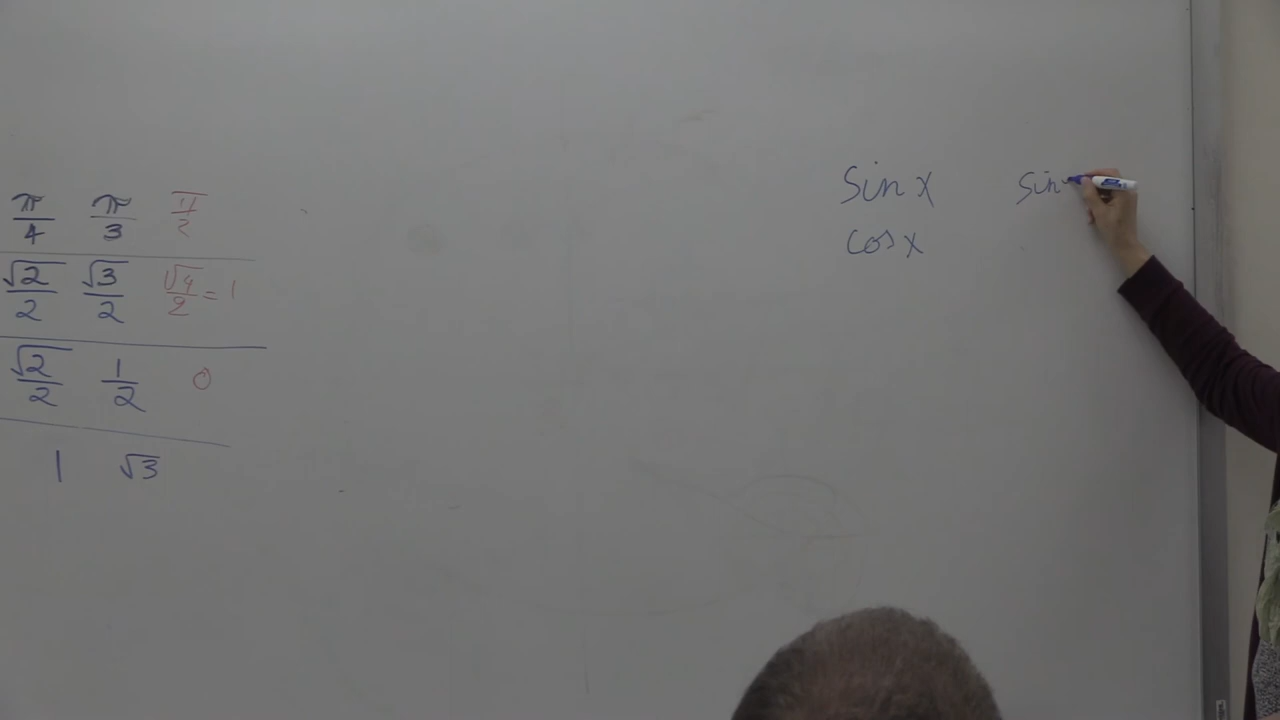 π/4 π/3 π/2
√2/2 √3/2 √4/2 = 1
√2/2 1/2 0
1 √3
sin x sin
cos x